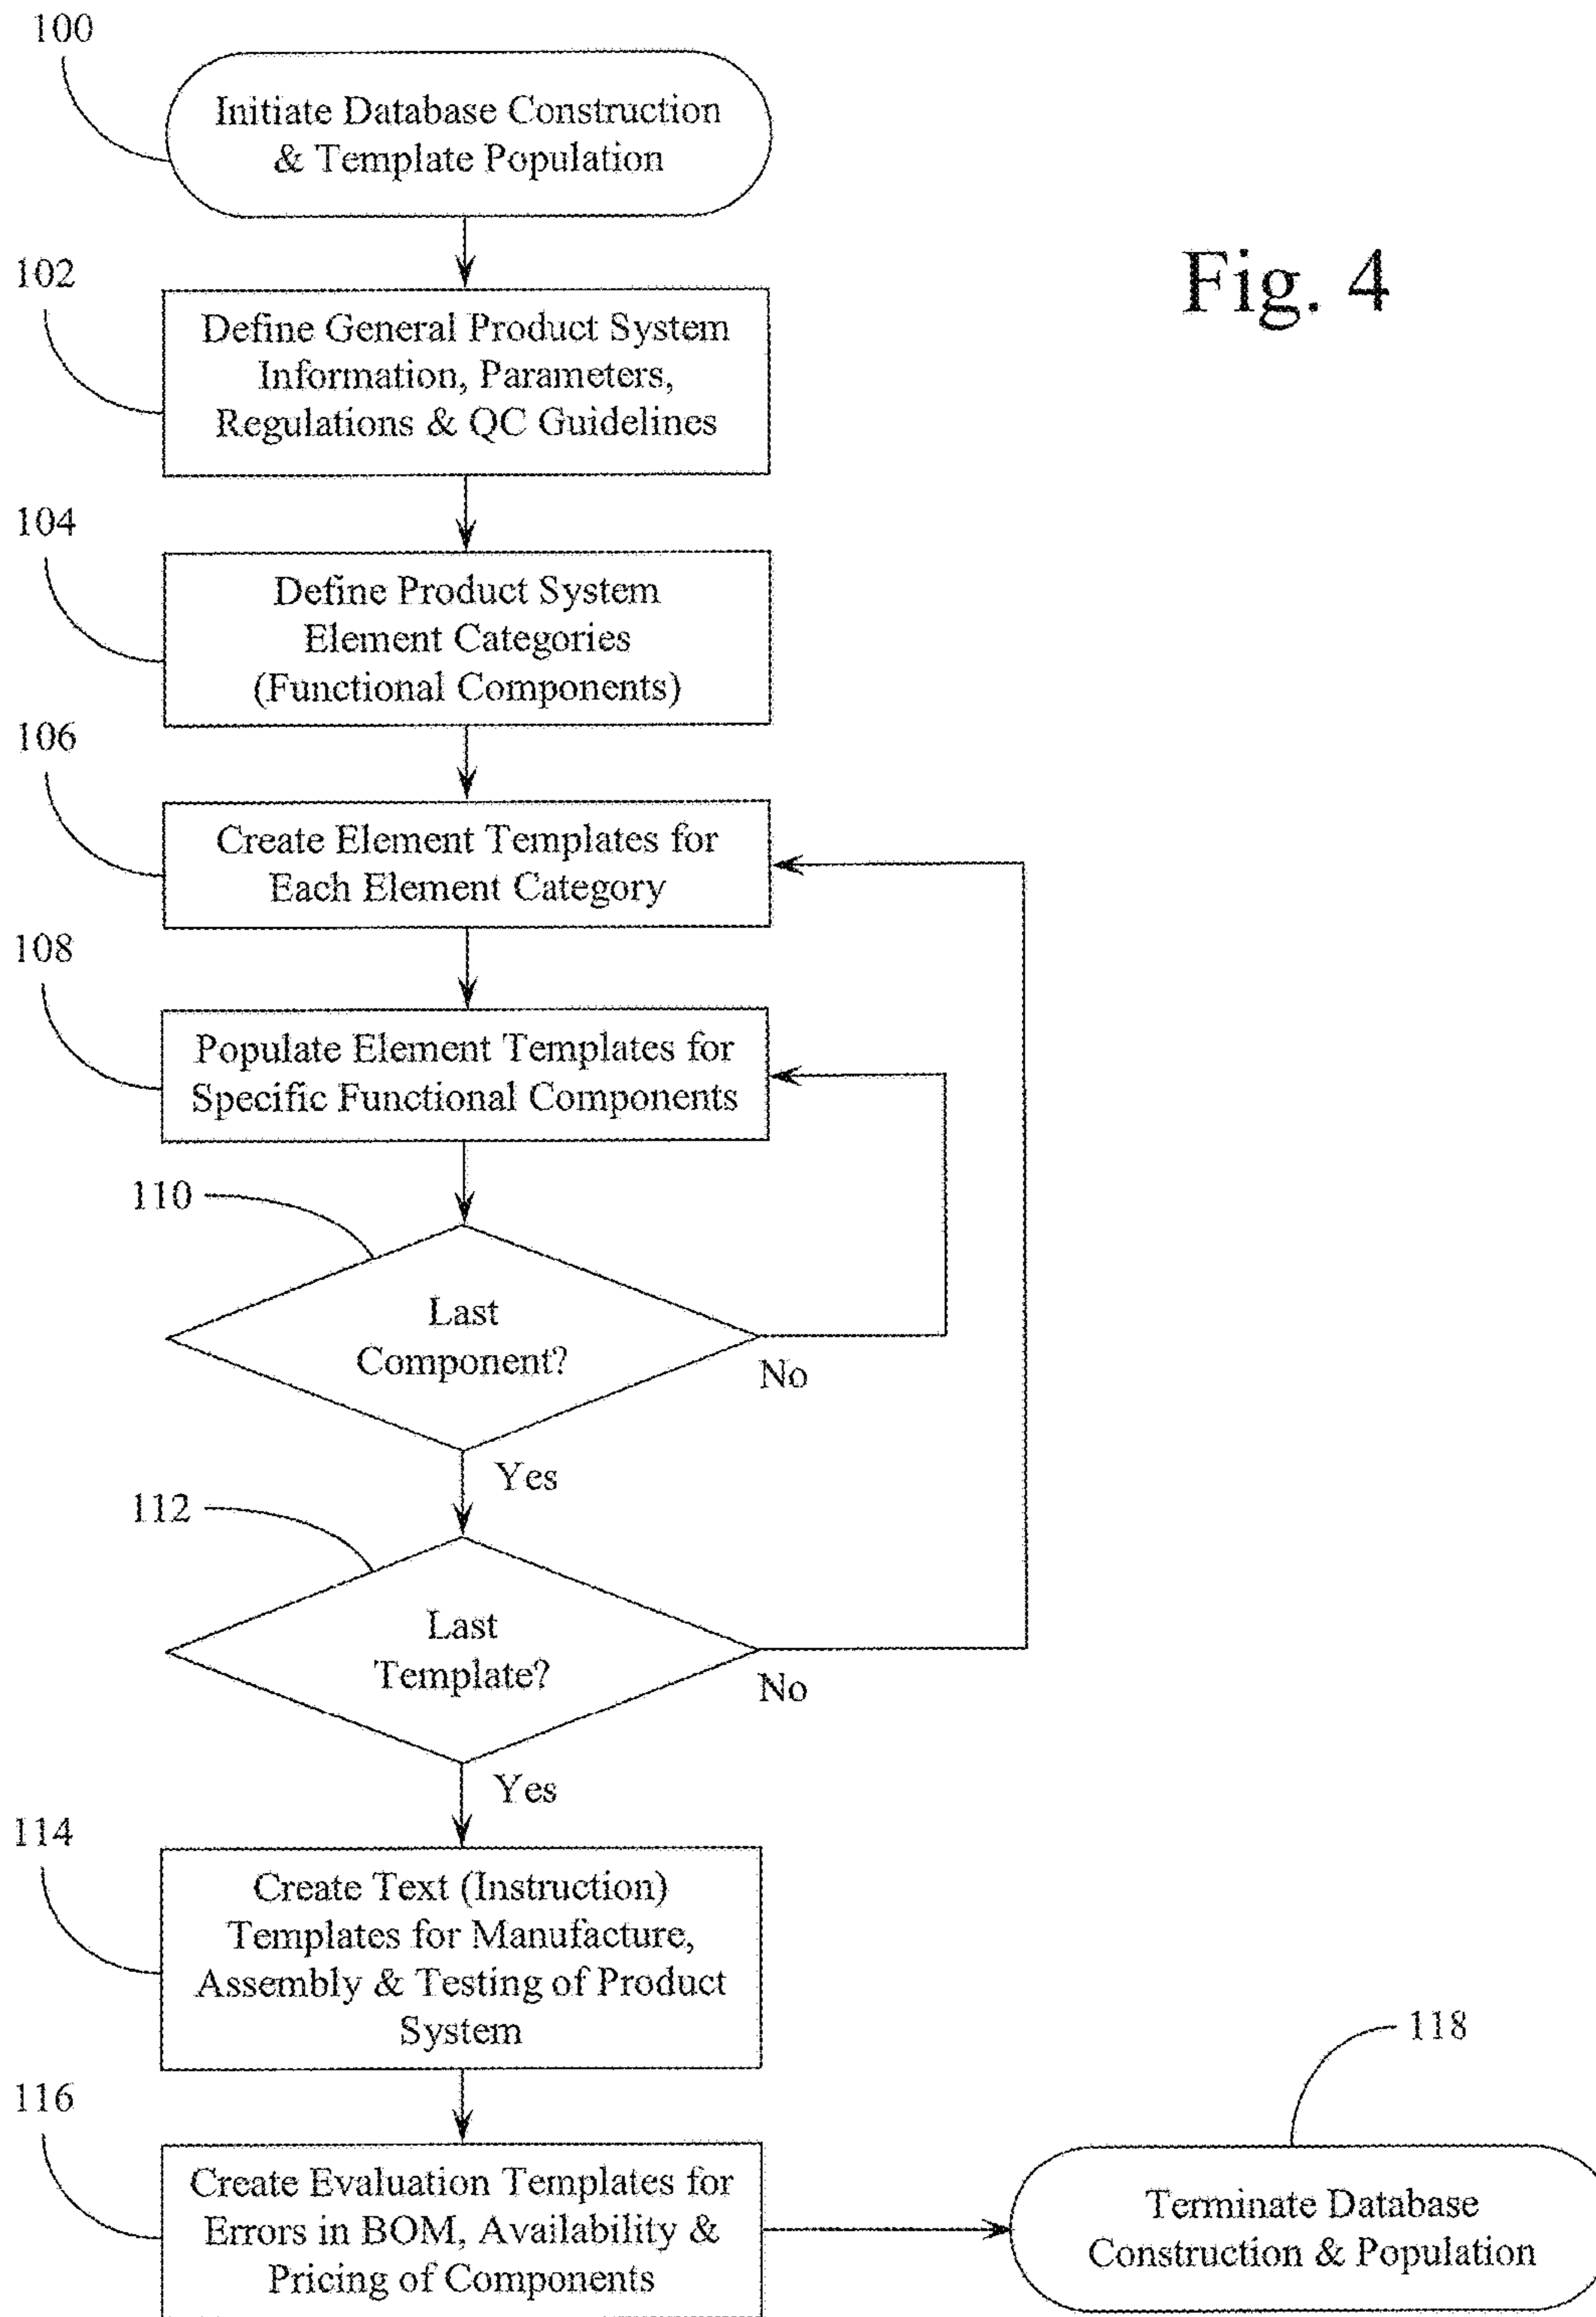 100
Initiate Database Construction
& Template Population
Fig. 4
102
Define General Product System
Information, Parameters,
Regulations & QC Guidelines
104
Define Product System
Element Categories
(Functional Components)
106
Create Element Templates for
Each Element Category
108
Populate Element Templates for
Specific Functional Components
110
Last
Component?
No
Yes
112
Last
Template?
No
Yes
114
Create Text (Instruction)
Templates for Manufacture,
Assembly & Testing of Product
System
116
Create Evaluation Templates for
Errors in BOM, Availability &
Pricing of Components
118
Terminate Database
Construction & Population